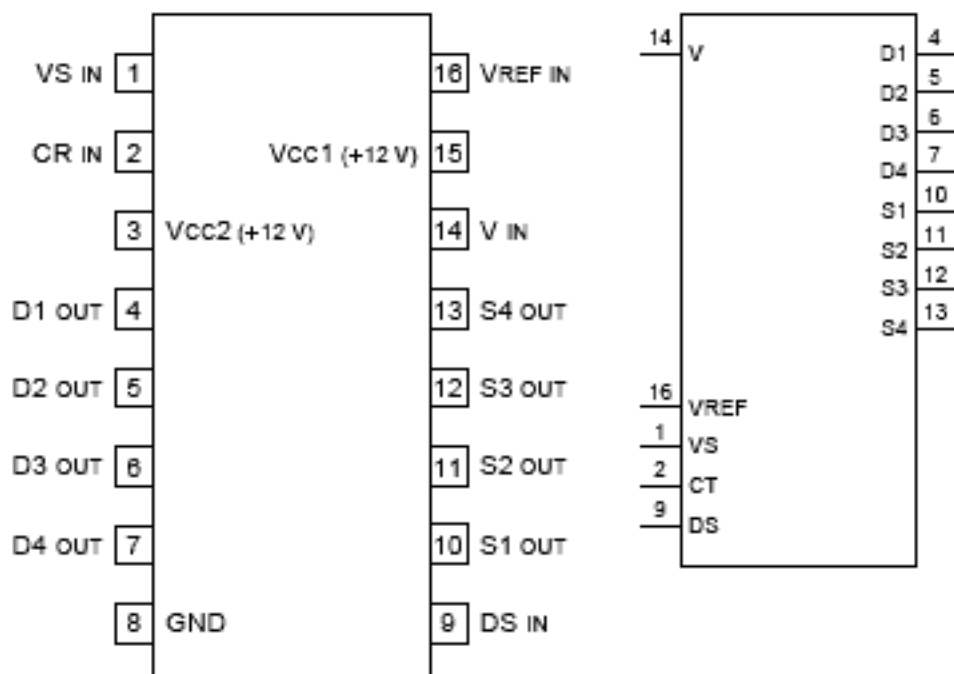 VS IN 1
CR IN 2
3 VCC2 (+12 V)
D1 OUT 4
D2 OUT 5
D3 OUT 6
D4 OUT 7
8 GND
16 VREF IN
VCC1 (+12 V) 15
14 V IN
13 S4 OUT
12 S3 OUT
11 S2 OUT
10 S1 OUT
9 DS IN
14 V
16 VREF
1 VS
2 CT
9 DS
D1 4
D2 5
D3 6
D4 7
S1 10
S2 11
S3 12
S4 13